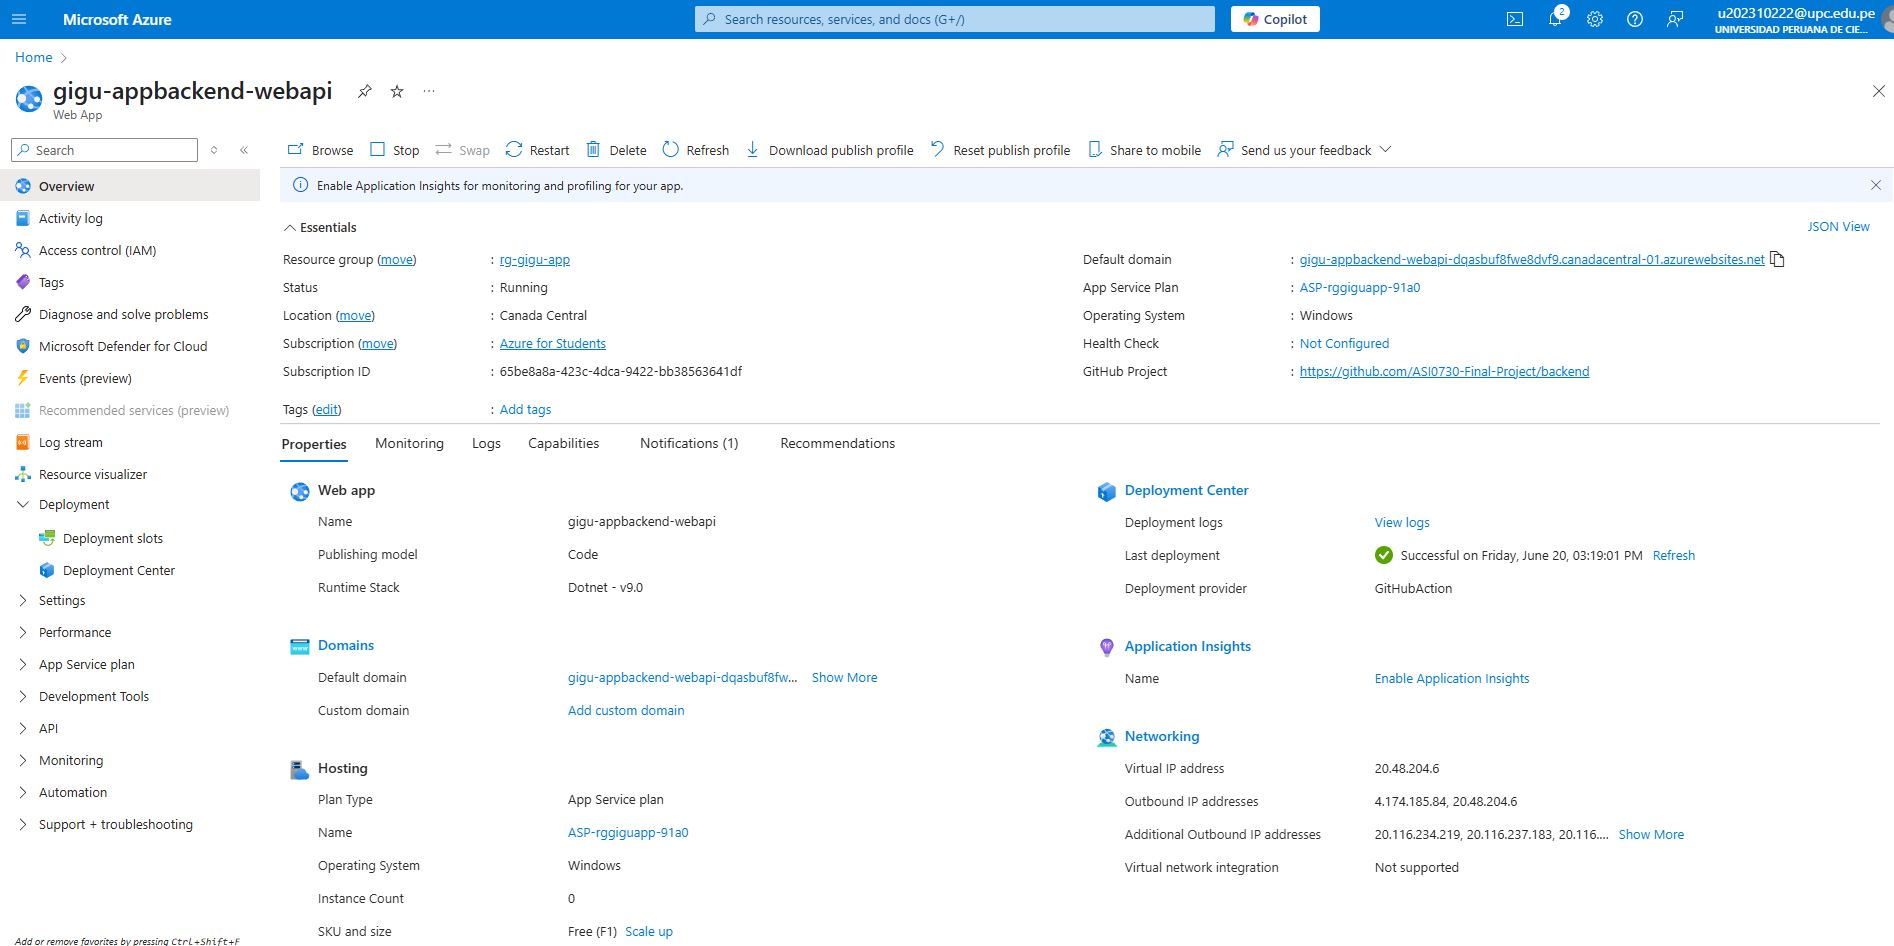 Microsoft Azure
Search resources, services, and docs (G+/)
Copilot
2
u202310222@upc.edu.pe
UNIVERSIDAD PERUANA DE CIE...
Home
gigu-appbackend-webapi
Web App
Search
Browse
Stop
Swap
Restart
Delete
Refresh
Download publish profile
Reset publish profile
Share to mobile
Send us your feedback
Enable Application Insights for monitoring and profiling for your app.
Overview
Activity log
Access control (IAM)
Tags
Diagnose and solve problems
Microsoft Defender for Cloud
Events (preview)
Recommended services (preview)
Log stream
Resource visualizer
Deployment
Deployment slots
Deployment Center
Settings
Performance
App Service plan
Development Tools
API
Monitoring
Automation
Support + troubleshooting
Add or remove favorites by pressing Ctrl+Shift+F
Essentials
JSON View
Resource group (move) : rg-gigu-app
Status : Running
Location (move) : Canada Central
Subscription (move) : Azure for Students
Subscription ID : 65be8a8a-423c-4dca-9422-bb38563641df
Tags (edit) : Add tags
Default domain : gigu-appbackend-webapi-dqasbuf8fwe8dvf9.canadacentral-01.azurewebsites.net
App Service Plan : ASP-rggiguapp-91a0
Operating System : Windows
Health Check : Not Configured
GitHub Project : https://github.com/ASI0730-Final-Project/backend
Properties
Monitoring
Logs
Capabilities
Notifications (1)
Recommendations
Web app
Name gigu-appbackend-webapi
Publishing model Code
Runtime Stack Dotnet - v9.0
Domains
Default domain gigu-appbackend-webapi-dqasbuf8fw... Show More
Custom domain Add custom domain
Hosting
Plan Type App Service plan
Name ASP-rggiguapp-91a0
Operating System Windows
Instance Count 0
SKU and size Free (F1) Scale up
Deployment Center
Deployment logs View logs
Last deployment Successful on Friday, June 20, 03:19:01 PM Refresh
Deployment provider GitHubAction
Application Insights
Name Enable Application Insights
Networking
Virtual IP address 20.48.204.6
Outbound IP addresses 4.174.185.84, 20.48.204.6
Additional Outbound IP addresses 20.116.234.219, 20.116.237.183, 20.116.... Show More
Virtual network integration Not supported